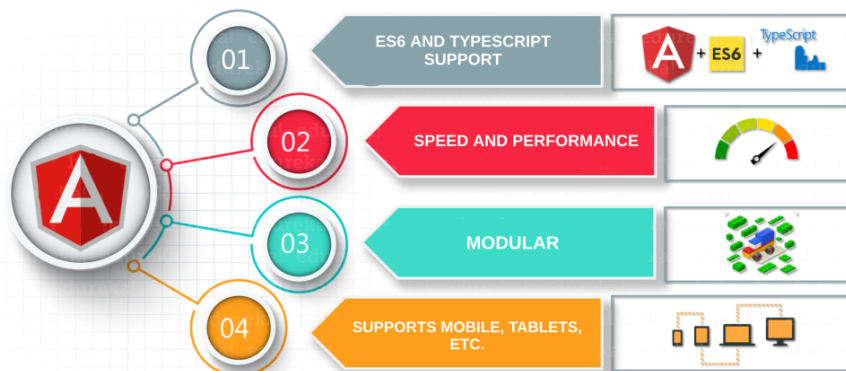 01
ES6 AND TYPESCRIPT
SUPPORT
A + ES6 + TypeScript
02
SPEED AND PERFORMANCE
A
03
MODULAR
04
SUPPORTS MOBILE, TABLETS,
ETC.